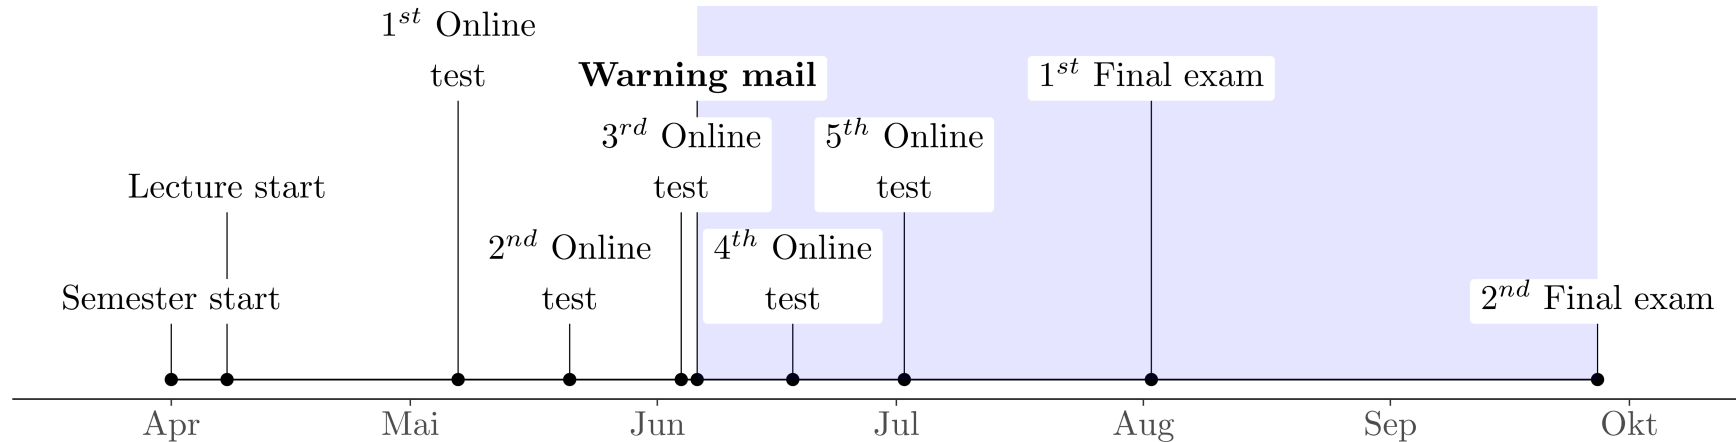 1st Online
test
Warning mail
1st Final exam
3rd Online
test
5th Online
test
Lecture start
2nd Online
test
4th Online
test
Semester start
2nd Final exam
Apr Mai Jun Jul Aug Sep Okt